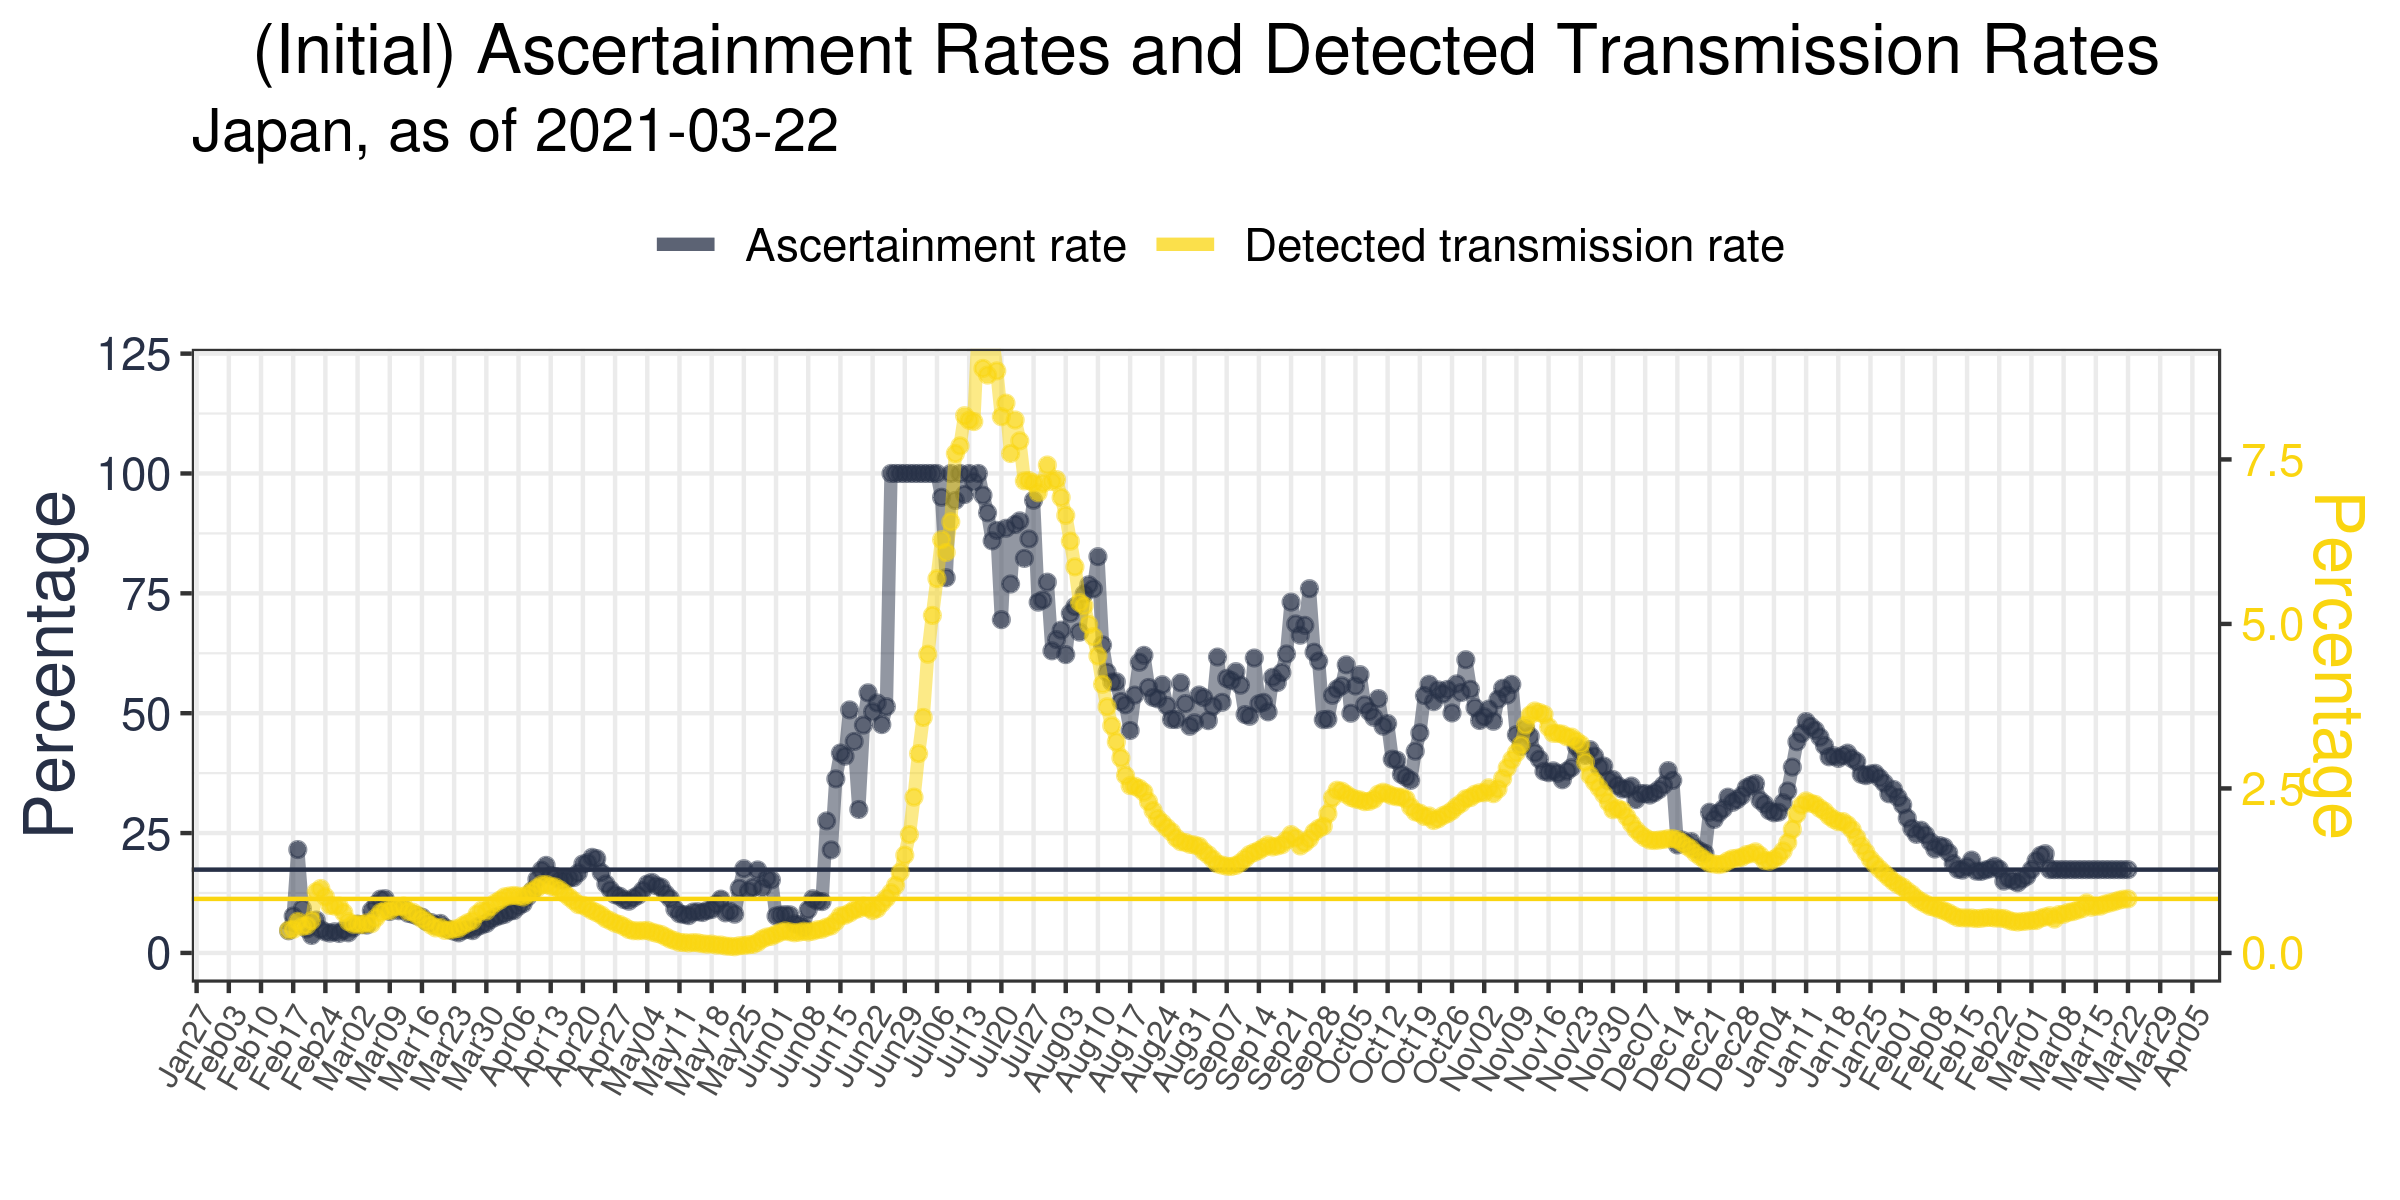 (Initial) Ascertainment Rates and Detected Transmission Rates
Japan, as of 2021-03-22
Ascertainment rate
Detected transmission rate
125
100
75
50
25
0
Percentage
7.5
5.0
2.5
0.0
Percentage
Jan27
Feb03
Feb10
Feb17
Feb24
Mar02
Mar09
Mar16
Mar23
Mar30
Apr06
Apr13
Apr20
Apr27
May04
May11
May18
May25
Jun01
Jun08
Jun15
Jun22
Jun29
Jul06
Jul13
Jul20
Jul27
Aug03
Aug10
Aug17
Aug24
Aug31
Sep07
Sep14
Sep21
Sep28
Oct05
Oct12
Oct19
Oct26
Nov02
Nov09
Nov16
Nov23
Nov30
Dec07
Dec14
Dec21
Dec28
Jan04
Jan11
Jan18
Jan25
Feb01
Feb08
Feb15
Feb22
Mar01
Mar08
Mar15
Mar22
Mar29
Apr05